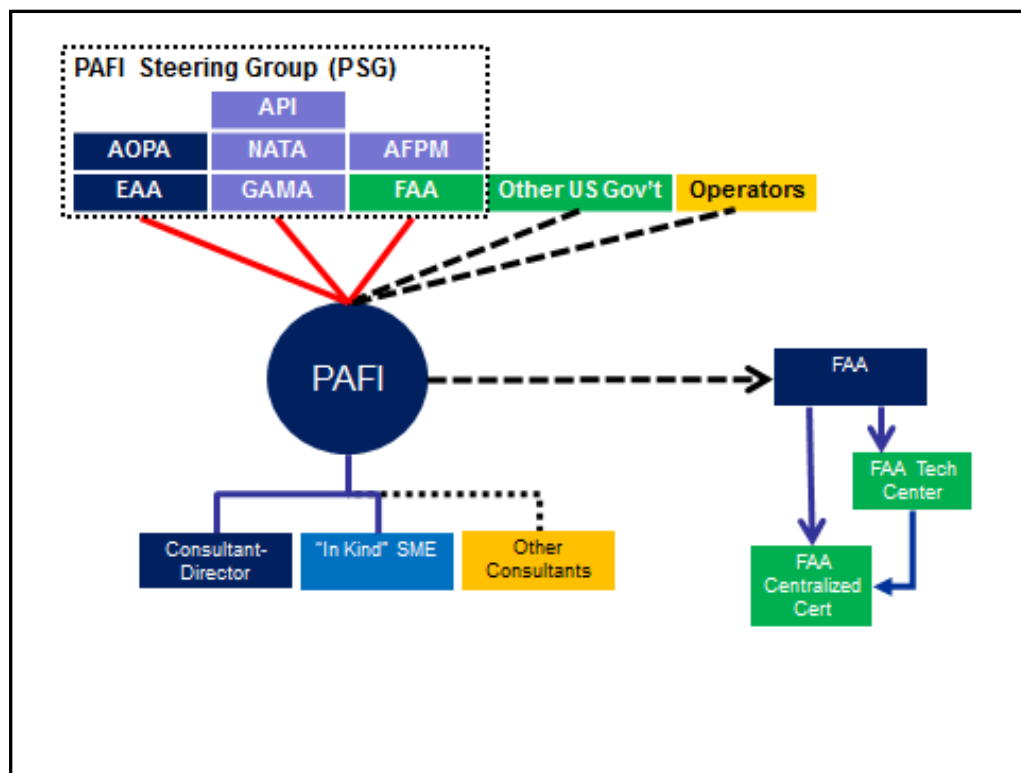 PAFI Steering Group (PSG)
API
AOPA NATA AFPM
EAA GAMA FAA Other US Gov't Operators
PAFI
FAA
FAA Tech
Center
Consultant-
Director
"In Kind" SME
Other
Consultants
FAA
Centralized
Cert